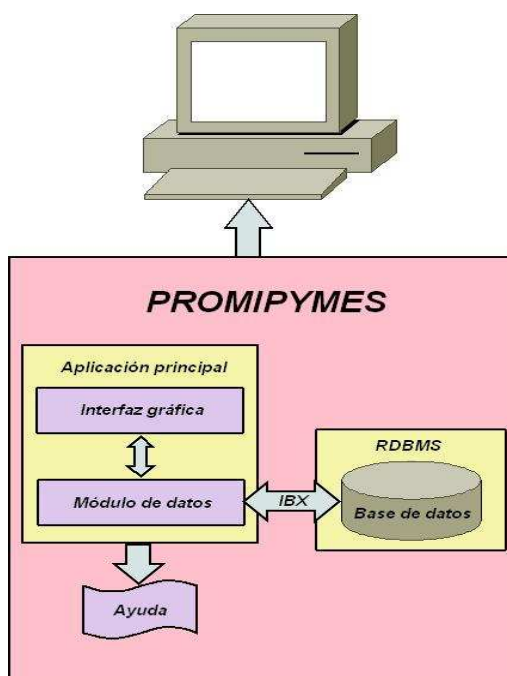 PROMIPYMES
Aplicación principal
Interfaz gráfica
Módulo de datos
IBX
RDBMS
Base de datos
Ayuda